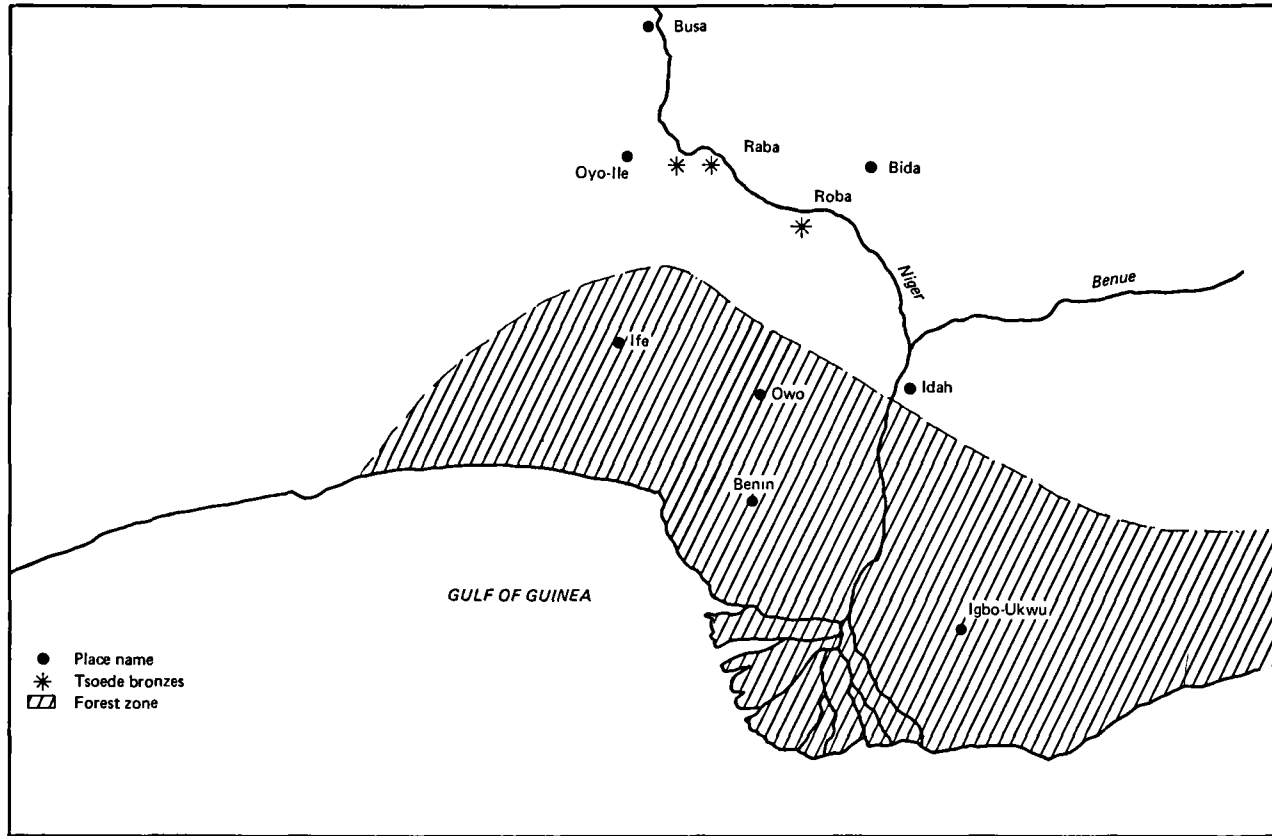 Busa
Raba
Oyo-Ile
Bida
Roba
Niger
Benue
Ife
Idah
Owo
Benin
GULF OF GUINEA
Igbo-Ukwu
Place name
Tsoede bronzes
Forest zone